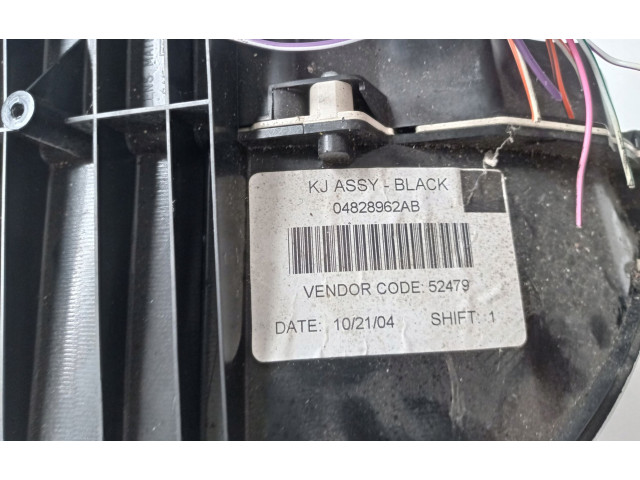 KJ ASSY - BLACK
04828962AB
VENDOR CODE: 52479
DATE: 10/21/04 SHIFT: 1